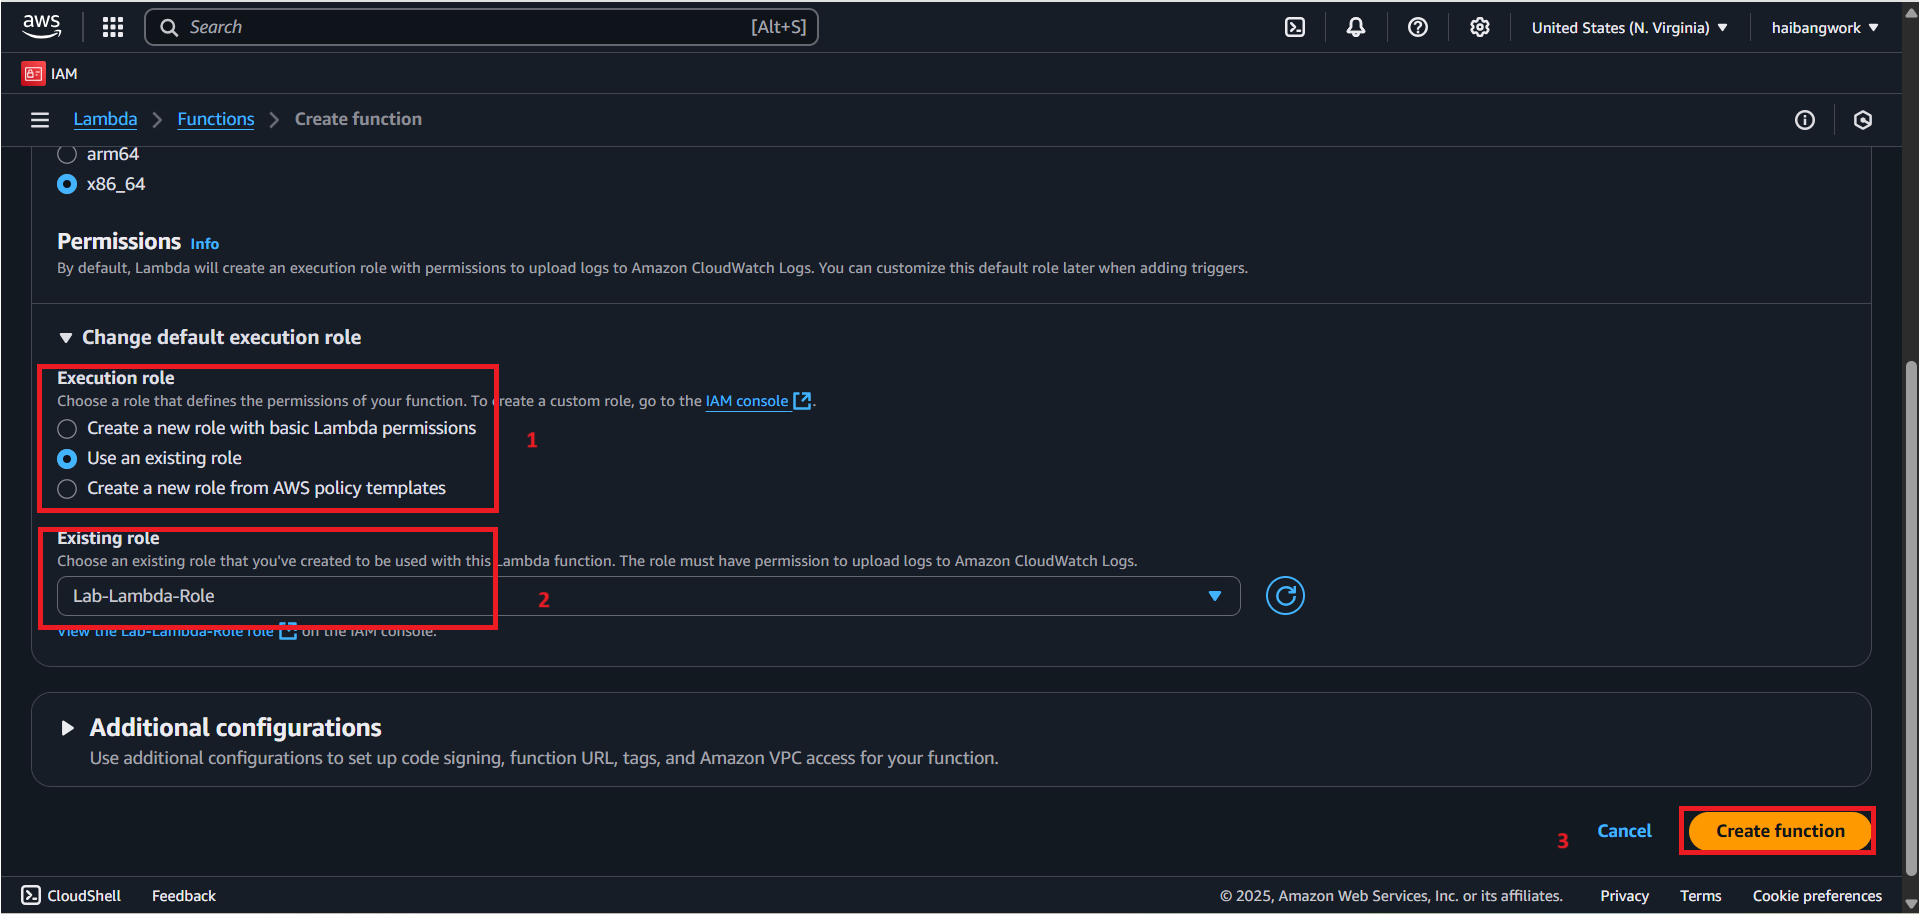 aws Search [Alt+S] United States (N. Virginia) haibangwork
IAM
Lambda Functions Create function
arm64
x86_64
Permissions Info
By default, Lambda will create an execution role with permissions to upload logs to Amazon CloudWatch Logs. You can customize this default role later when adding triggers.
Change default execution role
Execution role
Choose a role that defines the permissions of your function. To create a custom role, go to the IAM console.
Create a new role with basic Lambda permissions
1
Use an existing role
Create a new role from AWS policy templates
Existing role
Choose an existing role that you've created to be used with this Lambda function. The role must have permission to upload logs to Amazon CloudWatch Logs.
Lab-Lambda-Role
2
View the Lab-Lambda-Role role on the IAM console.
Additional configurations
Use additional configurations to set up code signing, function URL, tags, and Amazon VPC access for your function.
3 Cancel Create function
CloudShell Feedback © 2025, Amazon Web Services, Inc. or its affiliates. Privacy Terms Cookie preferences